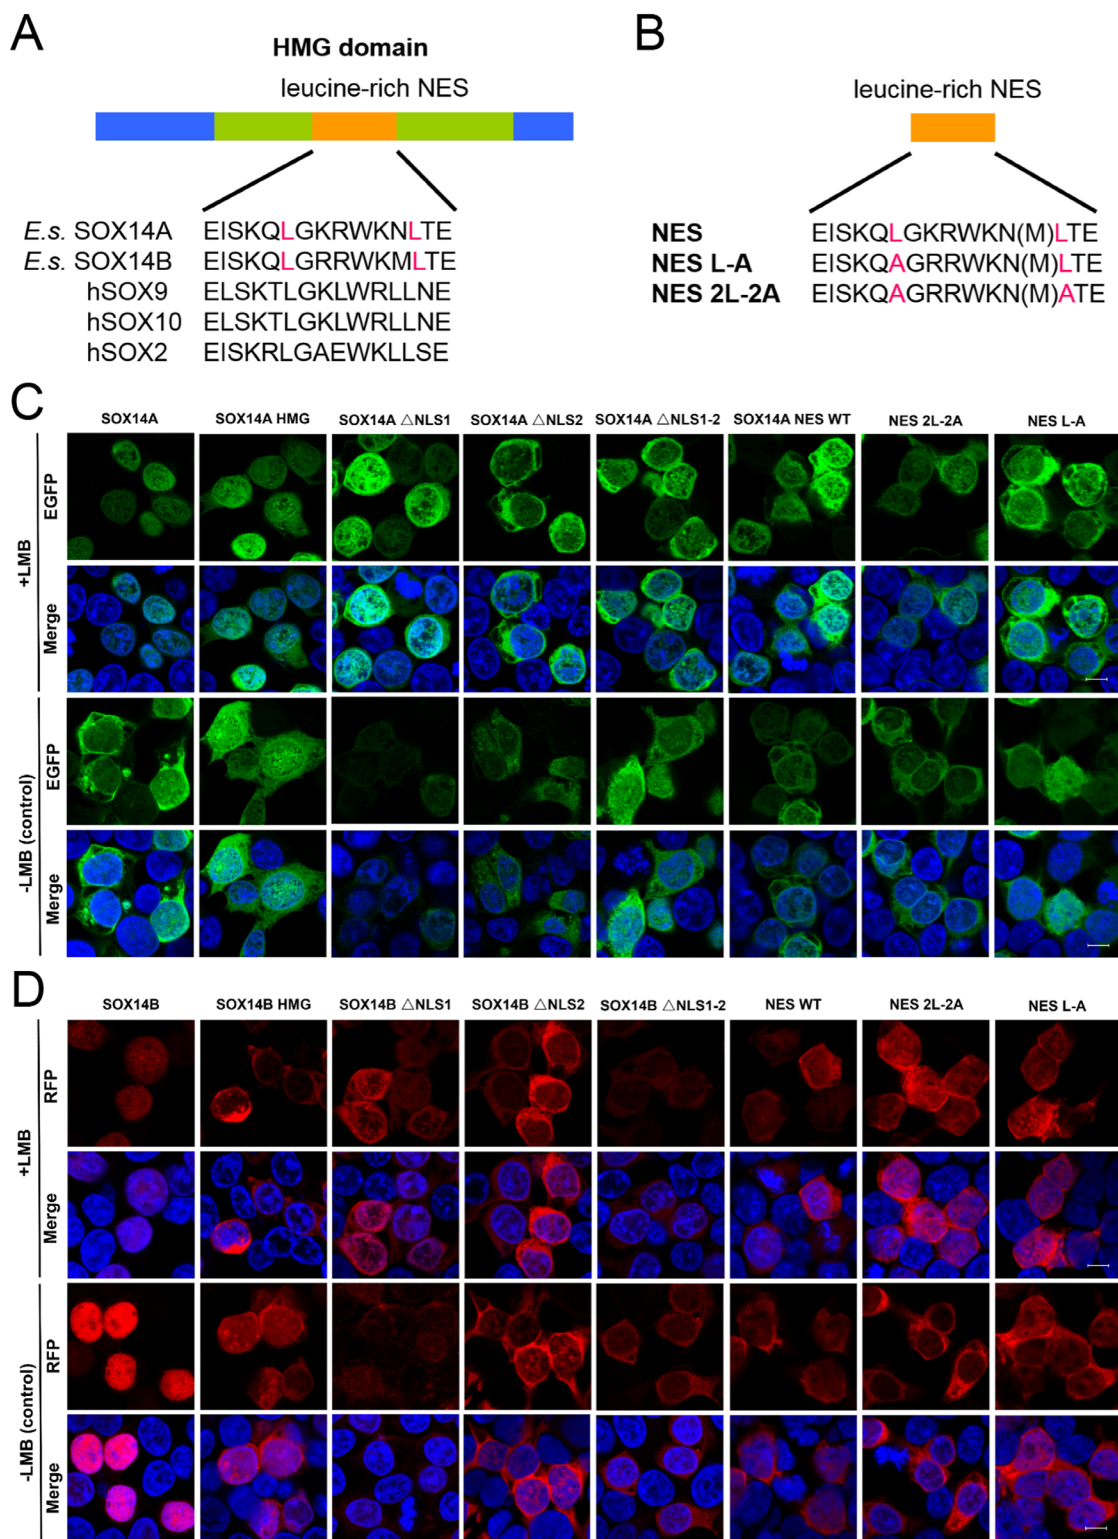 A
HMG domain
leucine-rich NES
E.s. SOX14A EISKQLGKRWKNLTE
E.s. SOX14B EISKQLGRRWKMLTE
hSOX9 ELSKTLGKLWRLLNE
hSOX10 ELSKTLGKLWRLLNE
hSOX2 EISKRLGAEWKLLSE
B
leucine-rich NES
NES EISKQLGKRWKN(M)LTE
NES L-A EISKQAGRRWKN(M)LTE
NES 2L-2A EISKQAGRRWKN(M)ATE
C
SOX14A SOX14A HMG SOX14A △NLS1 SOX14A △NLS2 SOX14A △NLS1-2 SOX14A NES WT NES 2L-2A NES L-A
+LMB
EGFP
Merge
-LMB (control)
EGFP
Merge
D
SOX14B SOX14B HMG SOX14B △NLS1 SOX14B △NLS2 SOX14B △NLS1-2 NES WT NES 2L-2A NES L-A
+LMB
RFP
Merge
-LMB (control)
RFP
Merge